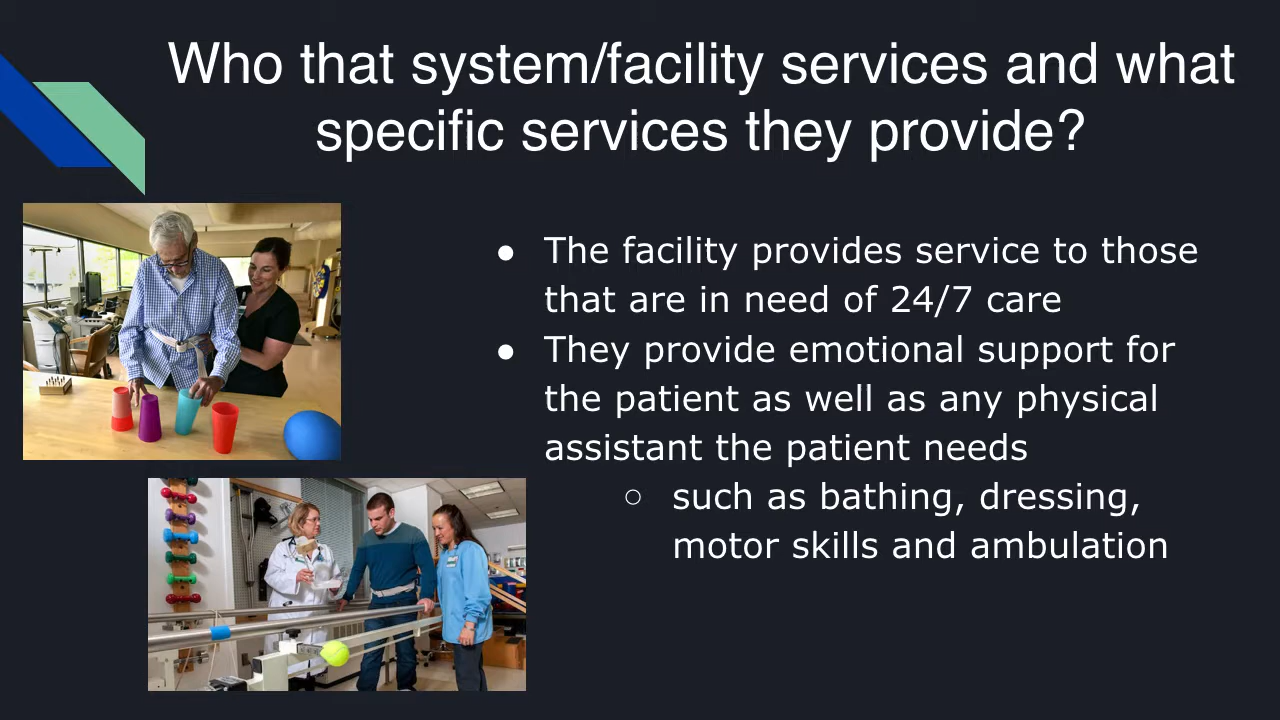 Who that system/facility services and what
specific services they provide?
● The facility provides service to those
that are in need of 24/7 care
● They provide emotional support for
the patient as well as any physical
assistant the patient needs
○ such as bathing, dressing,
motor skills and ambulation